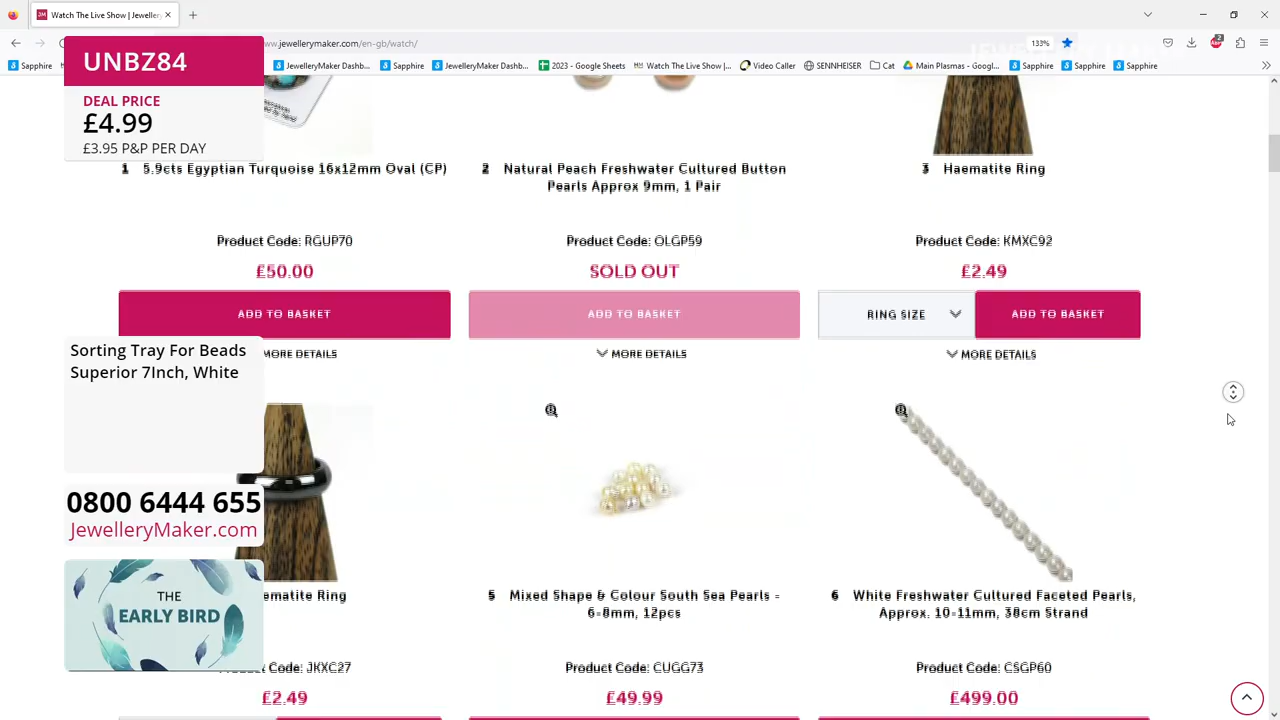 Watch The Live Show | Jeweller
ww.jewellerymaker.com/en-gb/watch/
133%
2
Sapphire
JewelleryMaker Dashb...
Sapphire
JewelleryMaker Dashb...
2023 - Google Sheets
Watch The Live Show |...
Video Caller
SENNHEISER
Cat
Main Plasmas - Googl...
Sapphire
Sapphire
Sapphire
UNBZ84
DEAL PRICE
£4.99
£3.95 P&P PER DAY
1 5.9cts Egyptian Turquoise 16x12mm Oval (CP)
Product Code: RGUP70
£50.00
ADD TO BASKET
MORE DETAILS
2 Natural Peach Freshwater Cultured Button
Pearls Approx 9mm, 1 Pair
Product Code: OLGP59
SOLD OUT
ADD TO BASKET
MORE DETAILS
3 Haematite Ring
Product Code: KMXC92
£2.49
RING SIZE
ADD TO BASKET
MORE DETAILS
Sorting Tray For Beads
Superior 7Inch, White
0800 6444 655
JewelleryMaker.com
THE
EARLY BIRD
ematite Ring
Code: JKXC27
£2.49
5 Mixed Shape & Colour South Sea Pearls -
6-8mm, 12pcs
Product Code: CUGG73
£49.99
6 White Freshwater Cultured Faceted Pearls,
Approx. 10-11mm, 38cm Strand
Product Code: CSGP60
£499.00